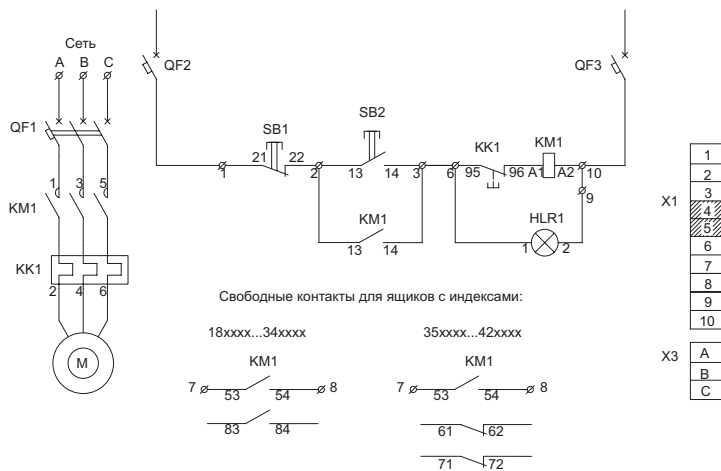 Сеть
A B C
QF2
QF3
QF1
SB1
SB2
KK1
KM1
21 22
13 14
95 96 A1 A2
1 2 3 6 10
9
1 3 5
KM1
KM1
13 14
HLR1
1 2
KK1
2 4 6
M
X1
1
2
3
4
5
6
7
8
9
10
X3
A
B
C
Свободные контакты для ящиков с индексами:
18xxxx...34xxxx
35xxxx...42xxxx
KM1
KM1
7 53 54 8
7 53 54 8
83 84
61 62
71 72